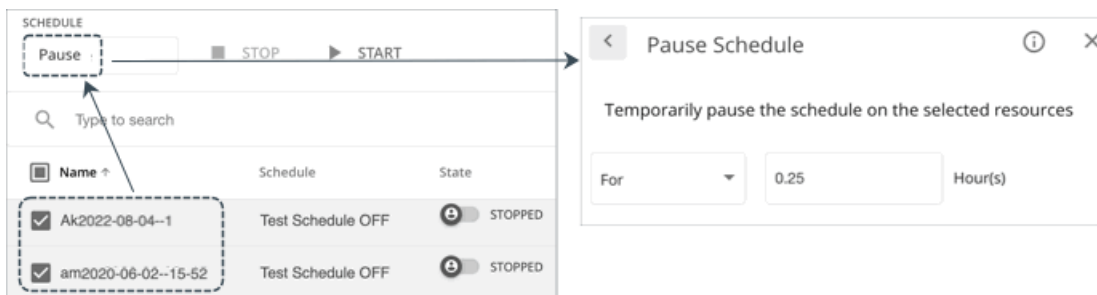 SCHEDULE
Pause
STOP
START
Type to search
Name ↑
Schedule
State
Ak2022-08-04--1
Test Schedule OFF
STOPPED
am2020-06-02--15-52
Test Schedule OFF
STOPPED
Pause Schedule
Temporarily pause the schedule on the selected resources
For
0.25
Hour(s)